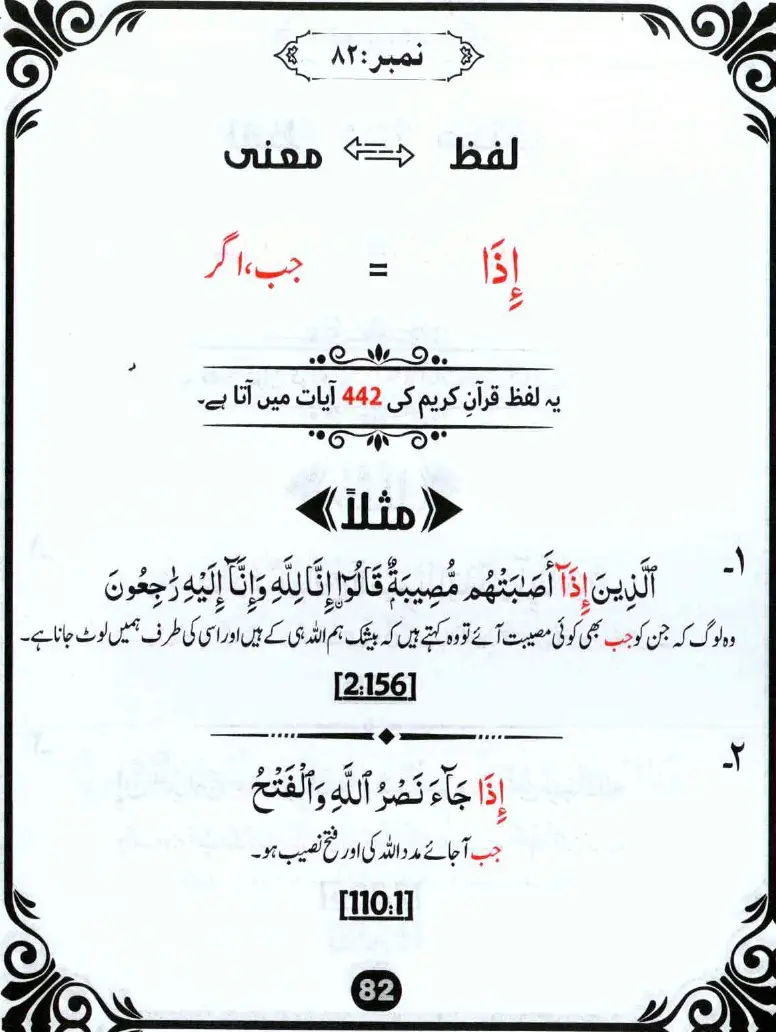 نمبر:۸۲
لفظ ⇐⇒ معنی
إِذَا = جب،اگر
یہ لفظ قرآنِ کریم کی 442 آیات میں آتا ہے۔
مثلاً
۱۔ ٱلَّذِينَ إِذَآ أَصَـٰبَتْهُم مُّصِيبَةٌ قَالُوٓا۟ إِنَّا لِلَّهِ وَإِنَّآ إِلَيْهِ رَٰجِعُونَ
وہ لوگ کہ جن کو جب بھی کوئی مصیبت آئے تو وہ کہتے ہیں کہ بیشک ہم اللہ ہی کے ہیں اور اسی کی طرف ہمیں لوٹ جانا ہے۔
[2:156]
۲۔ إِذَا جَآءَ نَصْرُ ٱللَّهِ وَٱلْفَتْحُ
جب آجائے مدد اللہ کی اور فتح نصیب ہو۔
[110:1]
82